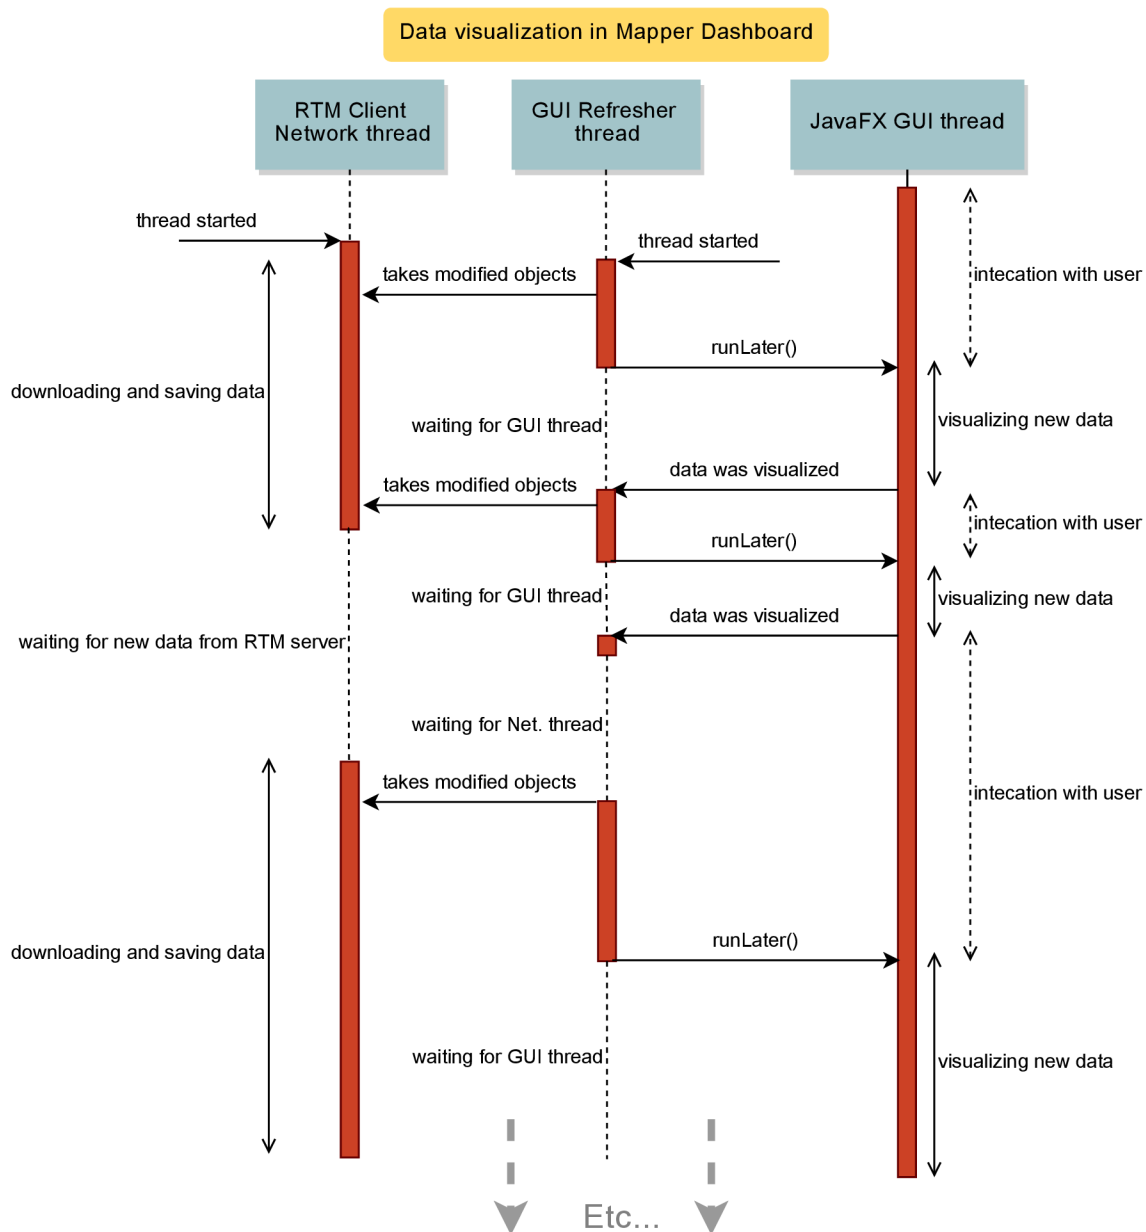 Data visualization in Mapper Dashboard
RTM Client
Network thread
GUI Refresher
thread
JavaFX GUI thread
thread started
thread started
takes modified objects
intecation with user
runLater()
downloading and saving data
waiting for GUI thread
visualizing new data
data was visualized
takes modified objects
intecation with user
runLater()
waiting for GUI thread
visualizing new data
data was visualized
waiting for new data from RTM server
waiting for Net. thread
takes modified objects
intecation with user
runLater()
downloading and saving data
waiting for GUI thread
visualizing new data
Etc...